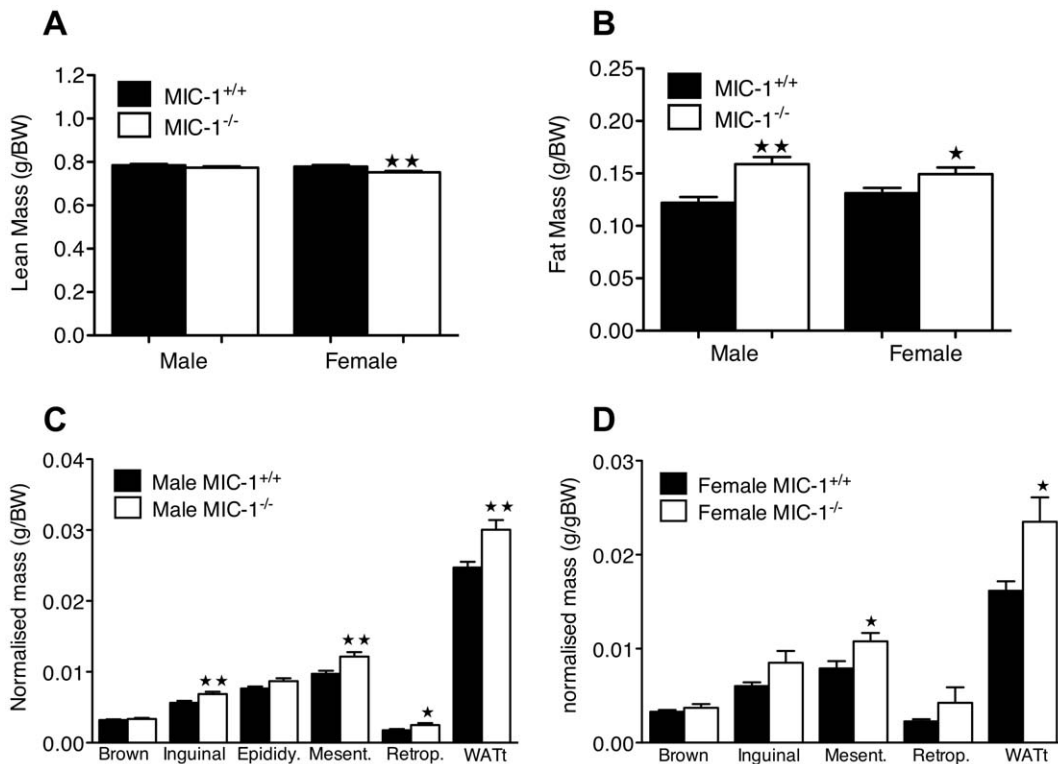 A
Lean Mass (g/BW)
1.2
1.0
0.8
0.6
0.4
0.2
0.0
MIC-1+/+
MIC-1-/-
★★
Male Female
B
Fat Mass (g/BW)
0.25
0.20
0.15
0.10
0.05
0.00
MIC-1+/+
MIC-1-/-
★★
★
Male Female
C
Normalised mass (g/BW)
0.04
0.03
0.02
0.01
0.00
Male MIC-1+/+
Male MIC-1-/-
★★
★★
★
★★
Brown Inguinal Epididy. Mesent. Retrop. WATt
D
normalised mass (g/gBW)
0.03
0.02
0.01
0.00
Female MIC-1+/+
Female MIC-1-/-
★
★
Brown Inguinal Mesent. Retrop. WATt